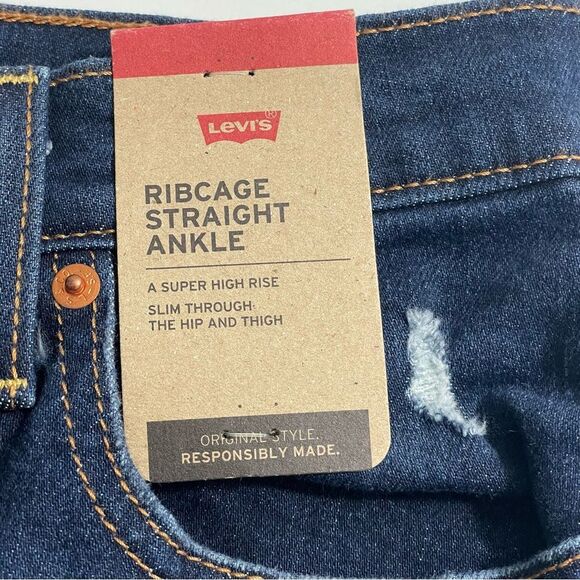 Levi's®
RIBCAGE
STRAIGHT
ANKLE
A SUPER HIGH RISE
SLIM THROUGH
THE HIP AND THIGH
ORIGINAL STYLE.
RESPONSIBLY MADE.